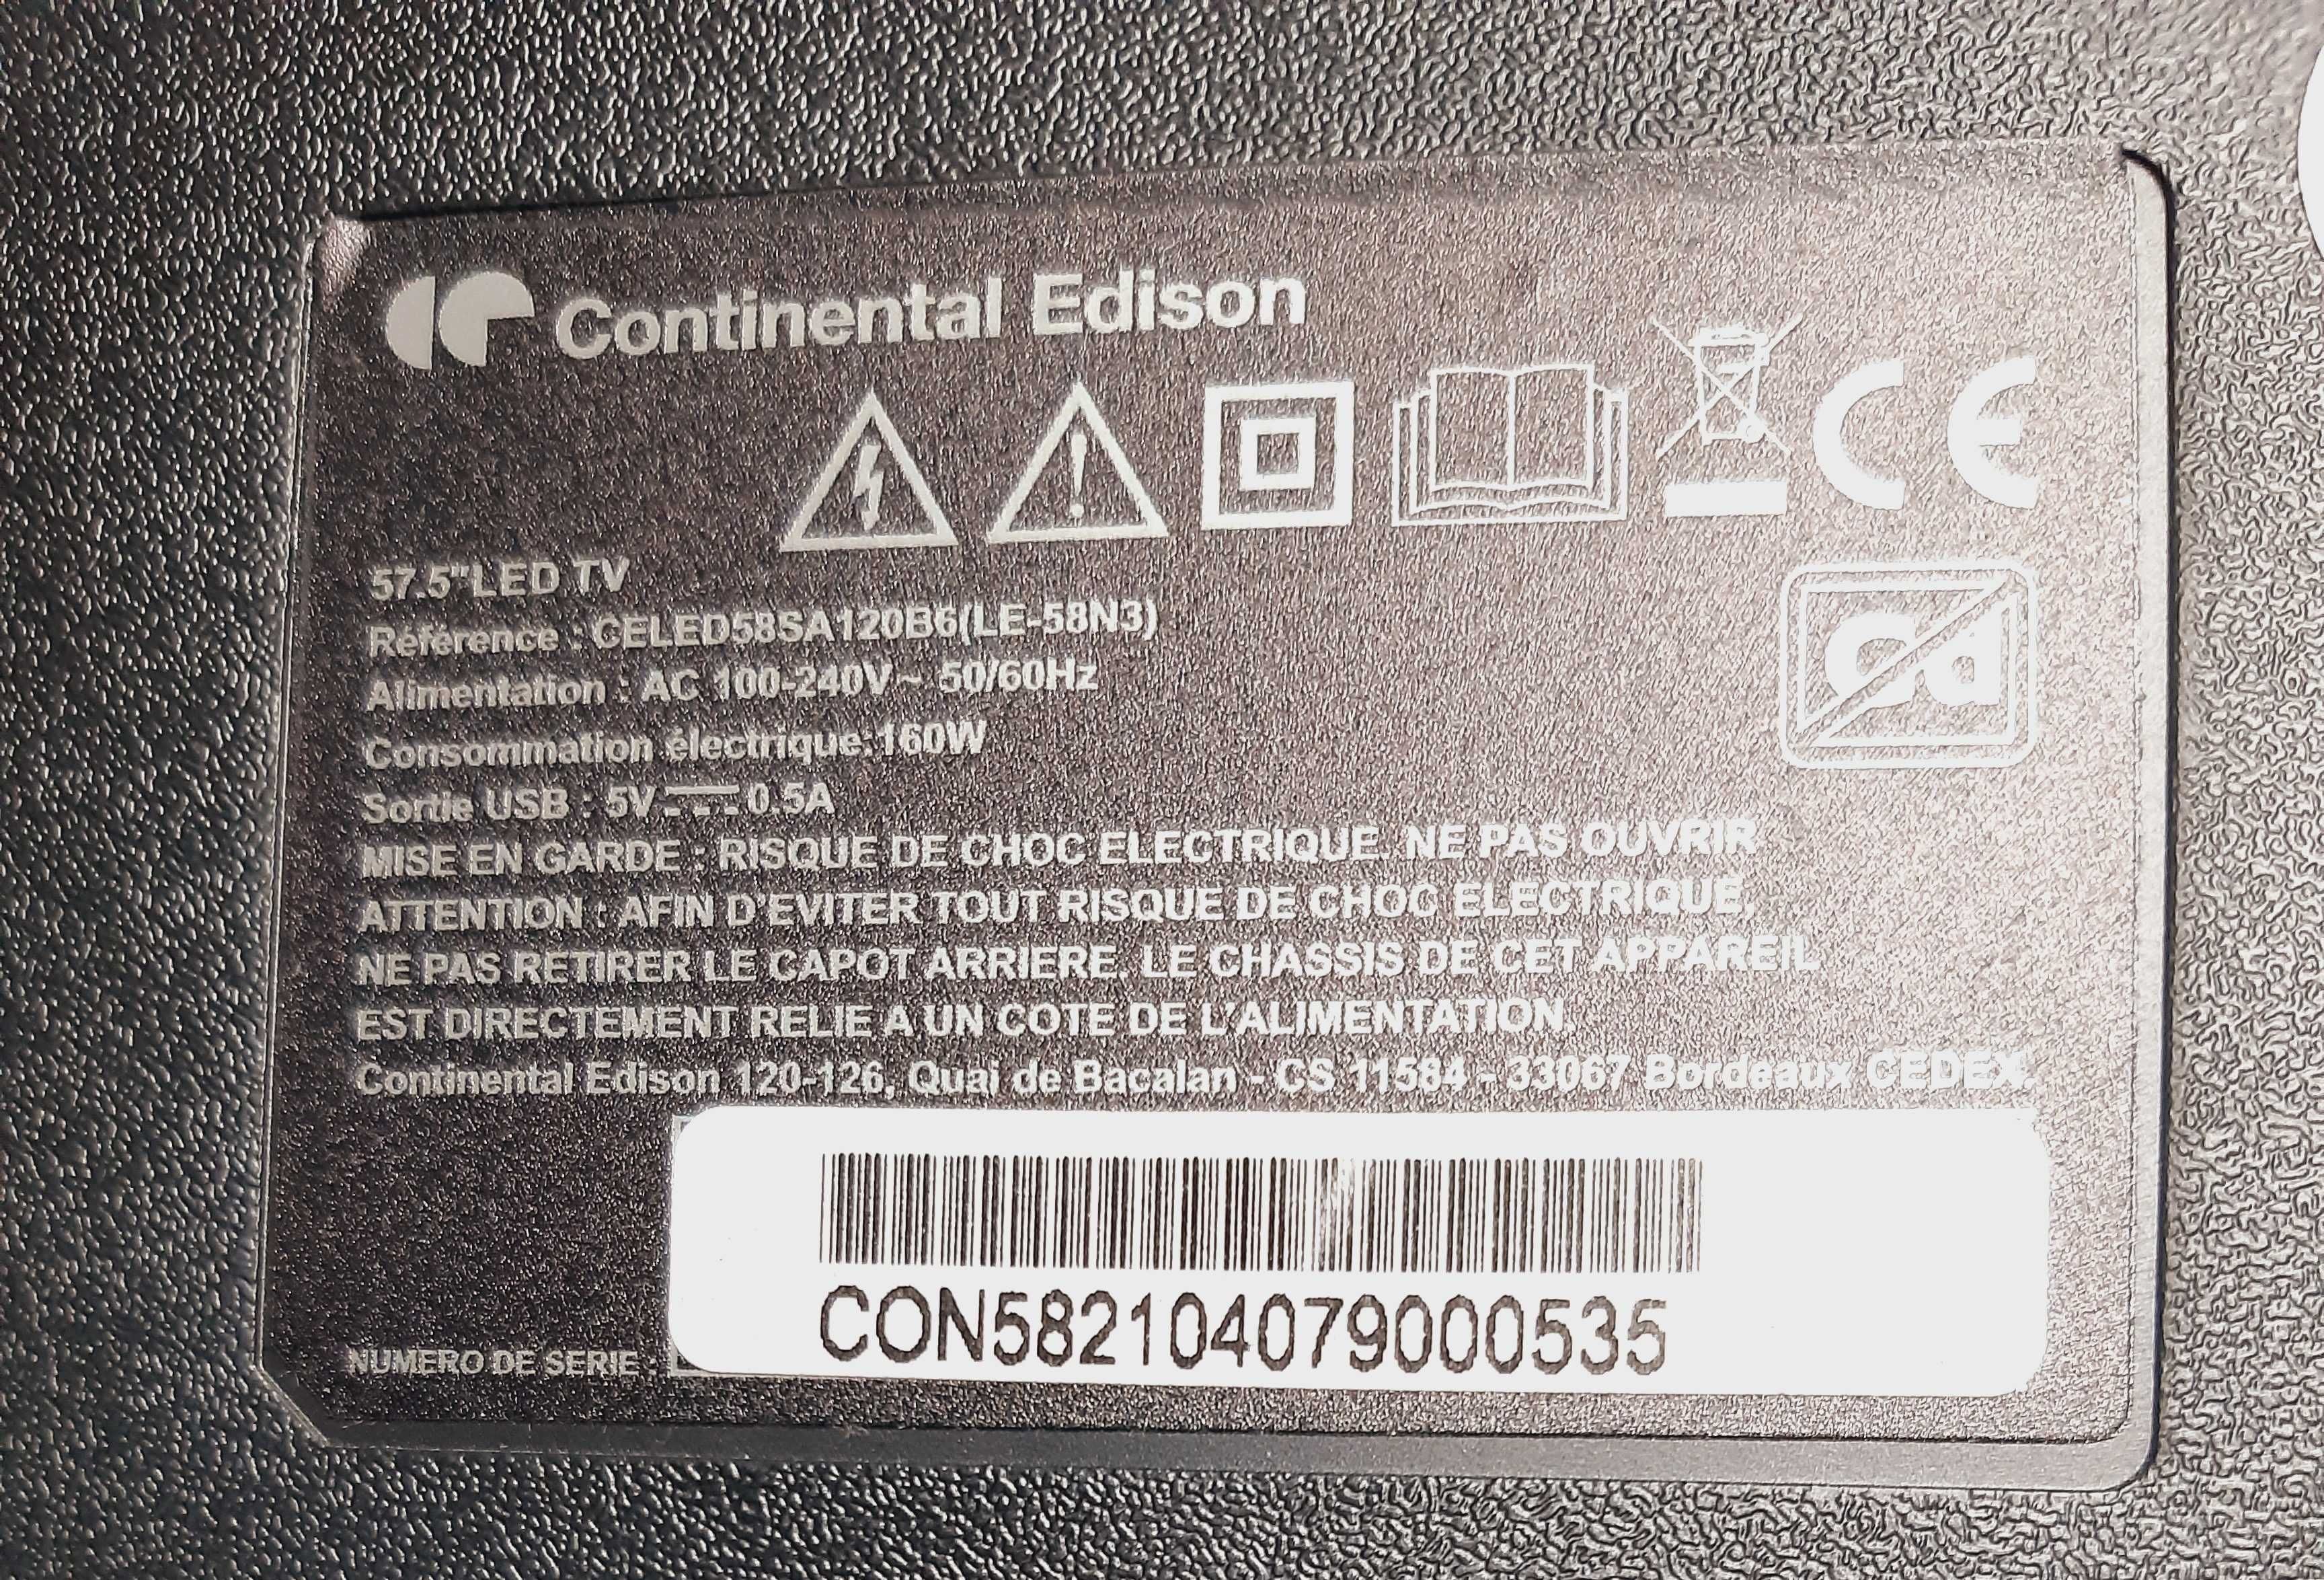 Continental Edison
CE
57.5"LED TV
Cd
Référence : CELED58SA120B6(LE-58N3)
Alimentation : AC 100-240V~ 50/60Hz
Consommation électrique:160W
Sortie USB : 5V⎓0.5A
MISE EN GARDE : RISQUE DE CHOC ELECTRIQUE. NE PAS OUVRIR
ATTENTION : AFIN D'EVITER TOUT RISQUE DE CHOC ELECTRIQUE,
NE PAS RETIRER LE CAPOT ARRIERE. LE CHASSIS DE CET APPAREIL
EST DIRECTEMENT RELIE A UN COTE DE L'ALIMENTATION.
Continental Edison 120-126, Quai de Bacalan - CS 11584 - 33067 Bordeaux CEDEX.
CON582104079000535
NUMERO DE SERIE :